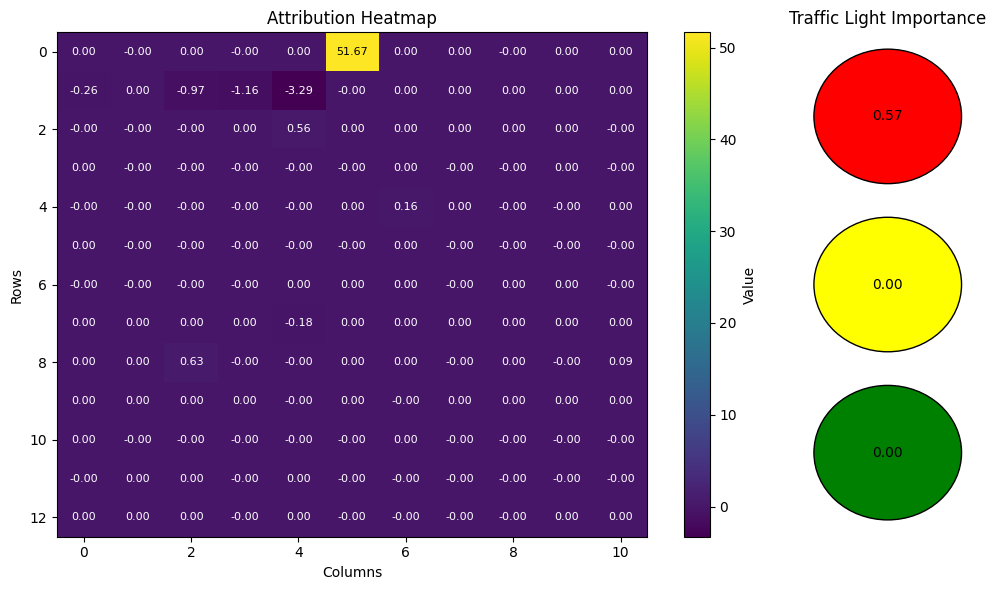 Attribution Heatmap
Traffic Light Importance
0 0.00 -0.00 0.00 -0.00 0.00 51.67 0.00 0.00 -0.00 0.00 0.00
-0.26 0.00 -0.97 -1.16 -3.29 -0.00 0.00 0.00 0.00 0.00 0.00
2 -0.00 -0.00 -0.00 0.00 0.56 0.00 0.00 0.00 0.00 0.00 -0.00
0.00 -0.00 0.00 -0.00 -0.00 -0.00 0.00 0.00 -0.00 0.00 -0.00
4 -0.00 -0.00 -0.00 -0.00 -0.00 0.00 0.16 0.00 -0.00 -0.00 0.00
0.00 -0.00 -0.00 -0.00 -0.00 -0.00 -0.00 0.00 -0.00 0.00 -0.00
6 -0.00 -0.00 -0.00 -0.00 0.00 0.00 -0.00 -0.00 0.00 0.00 -0.00
0.00 0.00 0.00 0.00 -0.18 0.00 0.00 0.00 -0.00 0.00 0.00
8 0.00 0.00 0.63 -0.00 -0.00 0.00 0.00 -0.00 0.00 -0.00 0.09
0.00 0.00 0.00 0.00 -0.00 0.00 -0.00 0.00 0.00 0.00 0.00
10 0.00 -0.00 -0.00 -0.00 -0.00 0.00 0.00 -0.00 -0.00 0.00 -0.00
-0.00 0.00 -0.00 0.00 -0.00 -0.00 -0.00 -0.00 -0.00 0.00 -0.00
12 0.00 0.00 0.00 -0.00 0.00 -0.00 -0.00 -0.00 -0.00 0.00 0.00
0 2 4 6 8 10
Columns
Rows
50
40
30
20
10
0
Value
0.57
0.00
0.00